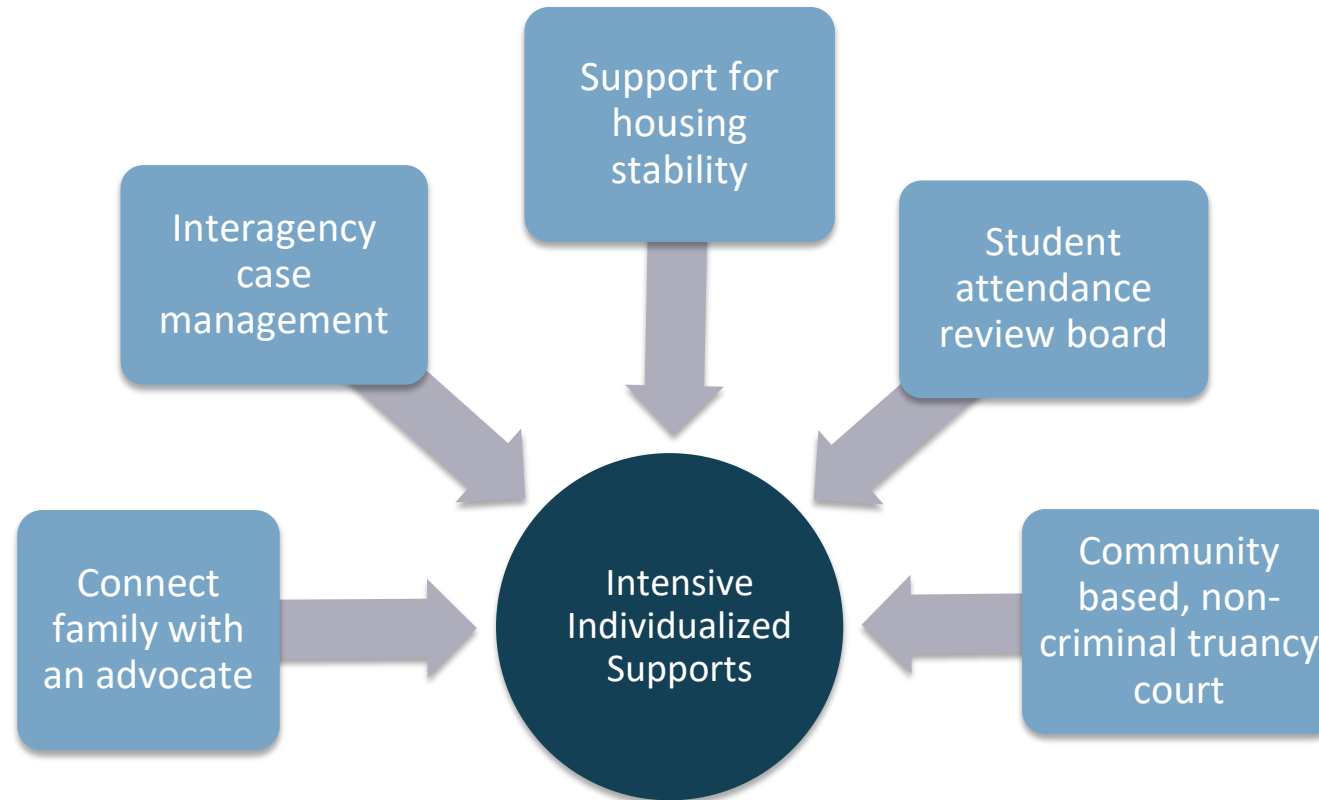 Support for
housing
stability
Interagency
case
management
Student
attendance
review board
Connect
family with
an advocate
Intensive
Individualized
Supports
Community
based, non-
criminal truancy
court